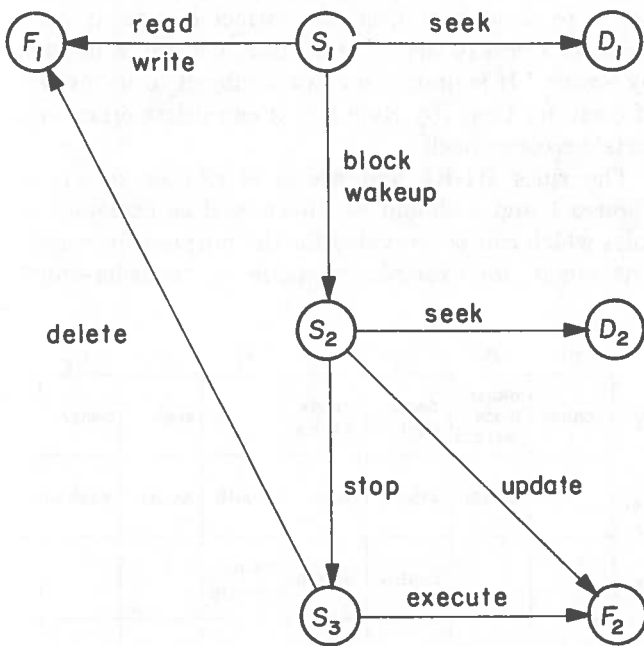 read
write
seek
F1
S1
D1
block
wakeup
seek
S2
D2
delete
stop
update
execute
S3
F2